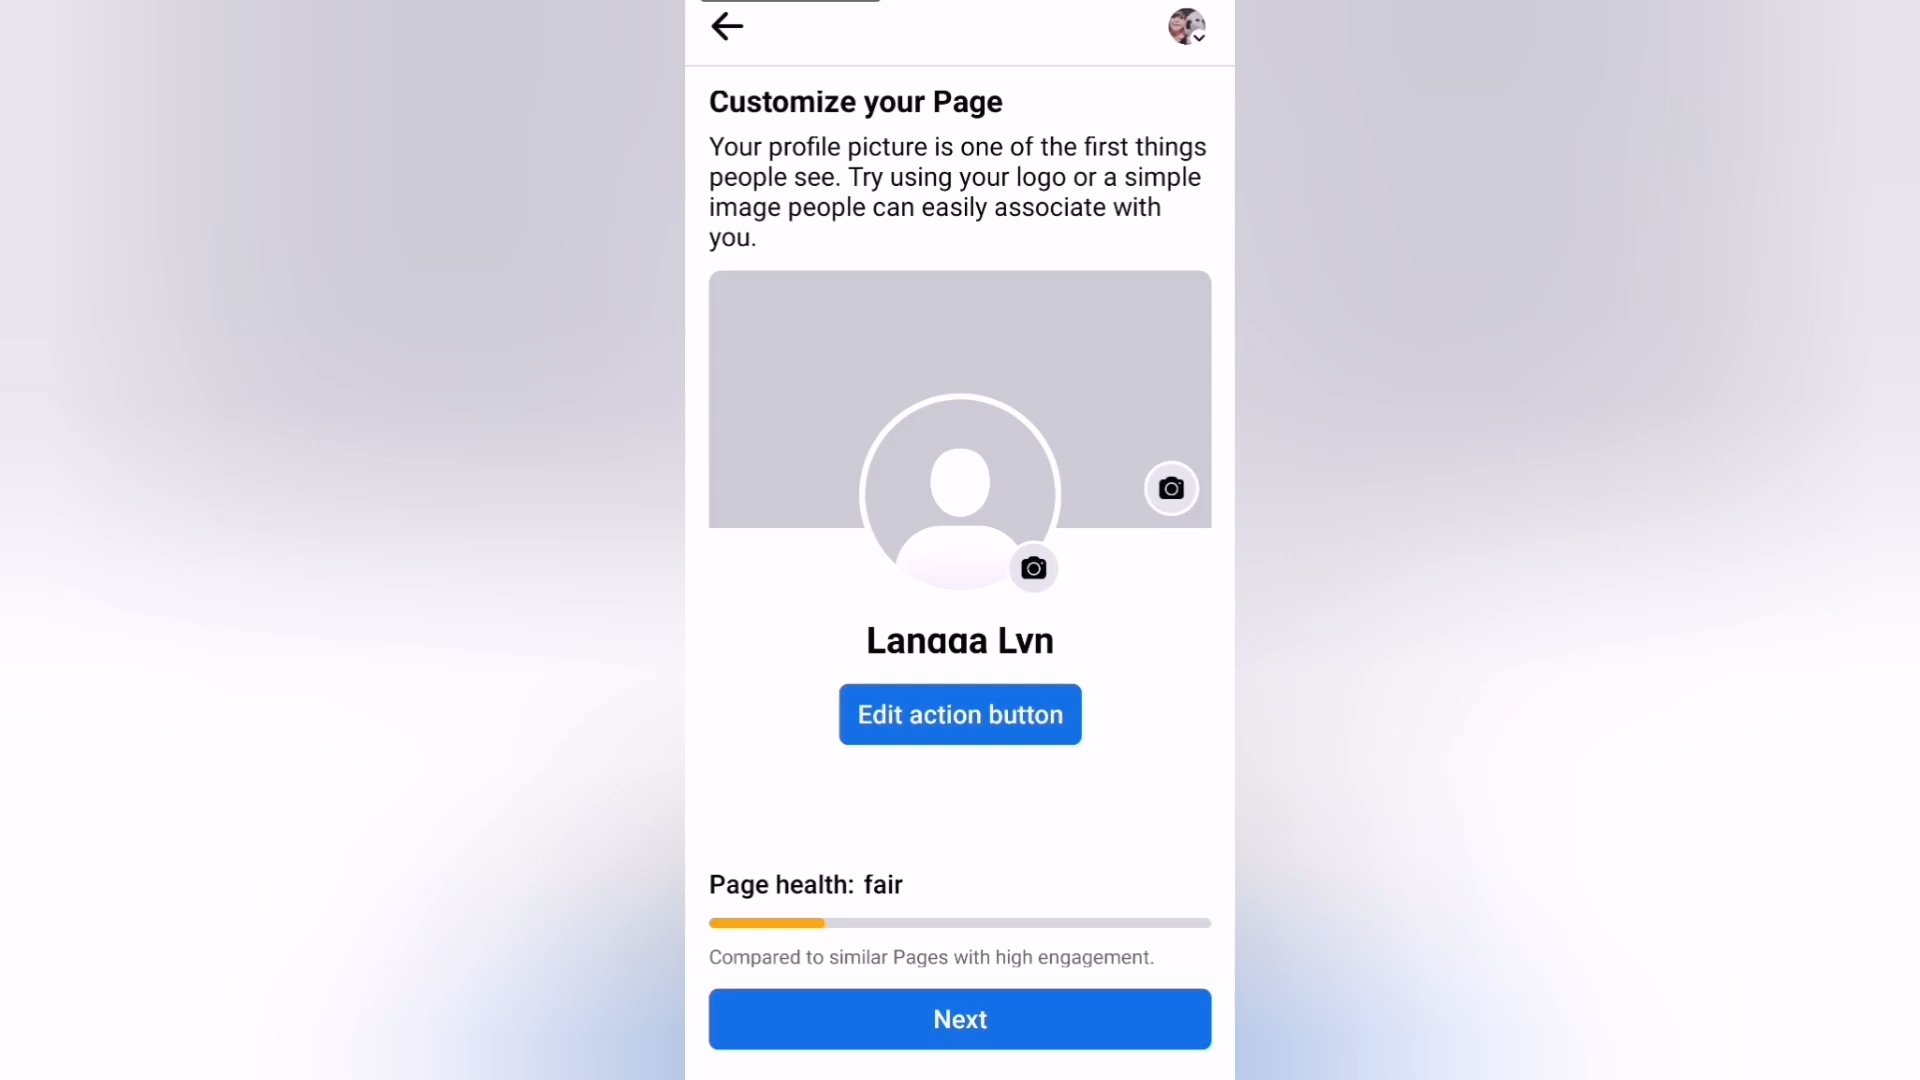 Customize your Page
Your profile picture is one of the first things
people see. Try using your logo or a simple
image people can easily associate with
you.
Langga Lyn
Edit action button
Page health: fair
Compared to similar Pages with high engagement.
Next